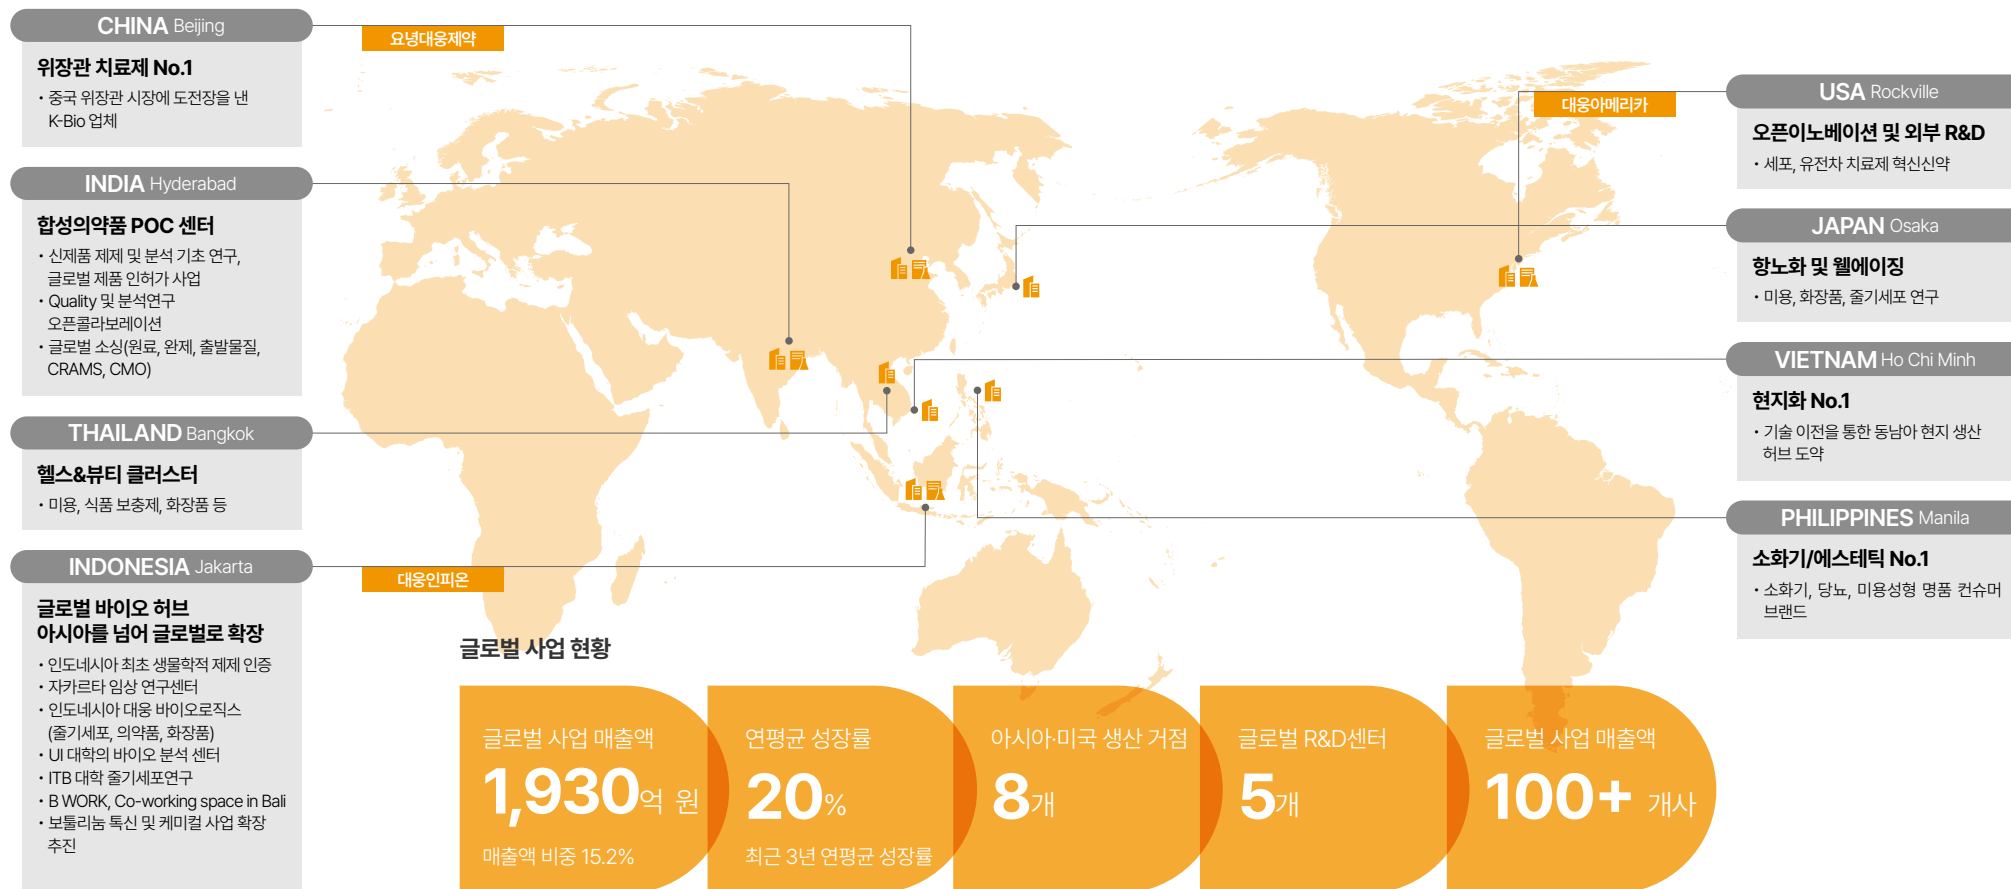 CHINA Beijing
위장관 치료제 No.1
• 중국 위장관 시장에 도전장을 낸
K-Bio 업체
요녕대웅제약
INDIA Hyderabad
합성의약품 POC 센터
• 신제품 제제 및 분석 기초 연구,
글로벌 제품 인허가 사업
• Quality 및 분석연구
오픈콜라보레이션
• 글로벌 소싱(원료, 완제, 출발물질,
CRAMS, CMO)
THAILAND Bangkok
헬스&뷰티 클러스터
• 미용, 식품 보충제, 화장품 등
INDONESIA Jakarta
글로벌 바이오 허브
아시아를 넘어 글로벌로 확장
• 인도네시아 최초 생물학적 제제 인증
• 자카르타 임상 연구센터
• 인도네시아 대웅 바이오로직스
(줄기세포, 의약품, 화장품)
• UI 대학의 바이오 분석 센터
• ITB 대학 줄기세포연구
• B WORK, Co-working space in Bali
• 보툴리눔 톡신 및 케미컬 사업 확장
추진
대웅인피온
대웅아메리카
USA Rockville
오픈이노베이션 및 외부 R&D
• 세포, 유전차 치료제 혁신신약
JAPAN Osaka
항노화 및 웰에이징
• 미용, 화장품, 줄기세포 연구
VIETNAM Ho Chi Minh
현지화 No.1
• 기술 이전을 통한 동남아 현지 생산
허브 도약
PHILIPPINES Manila
소화기/에스테틱 No.1
• 소화기, 당뇨, 미용성형 명품 컨슈머
브랜드
글로벌 사업 현황
글로벌 사업 매출액
1,930억 원
매출액 비중 15.2%
연평균 성장률
20%
최근 3년 연평균 성장률
아시아·미국 생산 거점
8개
글로벌 R&D센터
5개
글로벌 사업 매출액
100+ 개사